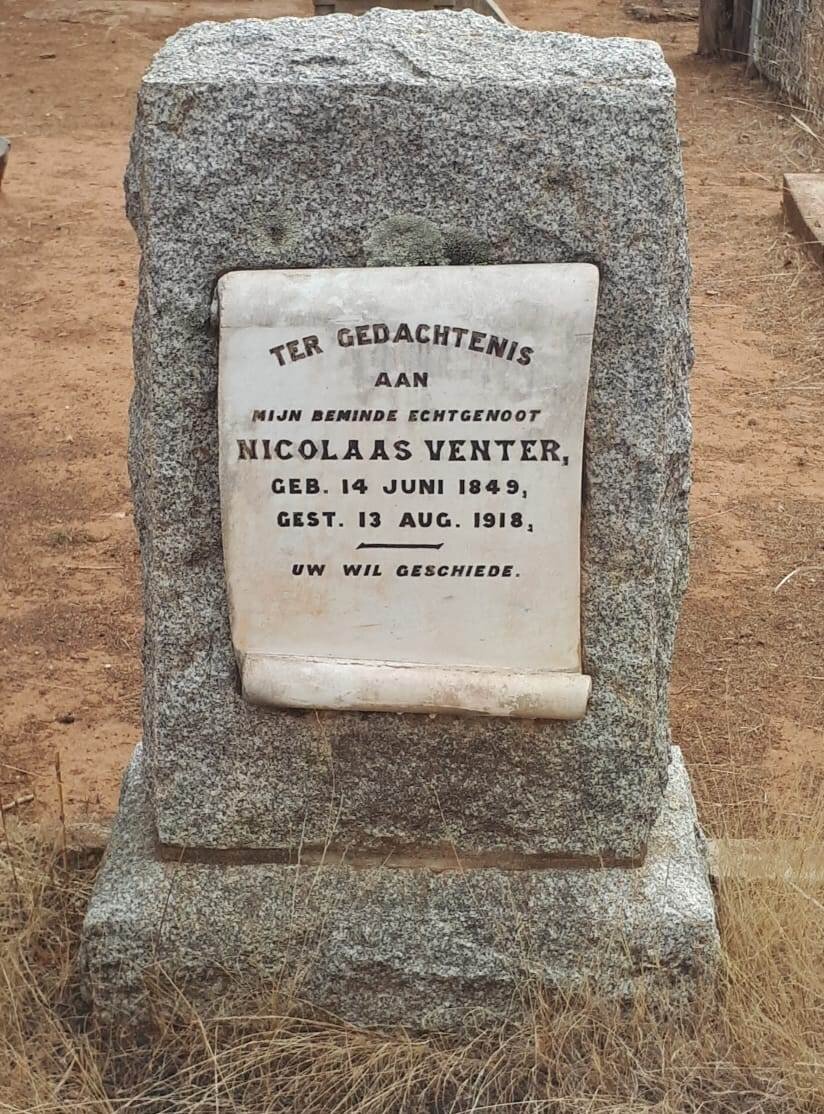 TER GEDACHTENIS
AAN
MIJN BEMINDE ECHTGENOOT
NICOLAAS VENTER,
GEB. 14 JUNI 1849,
GEST. 13 AUG. 1918,
UW WIL GESCHIEDE.